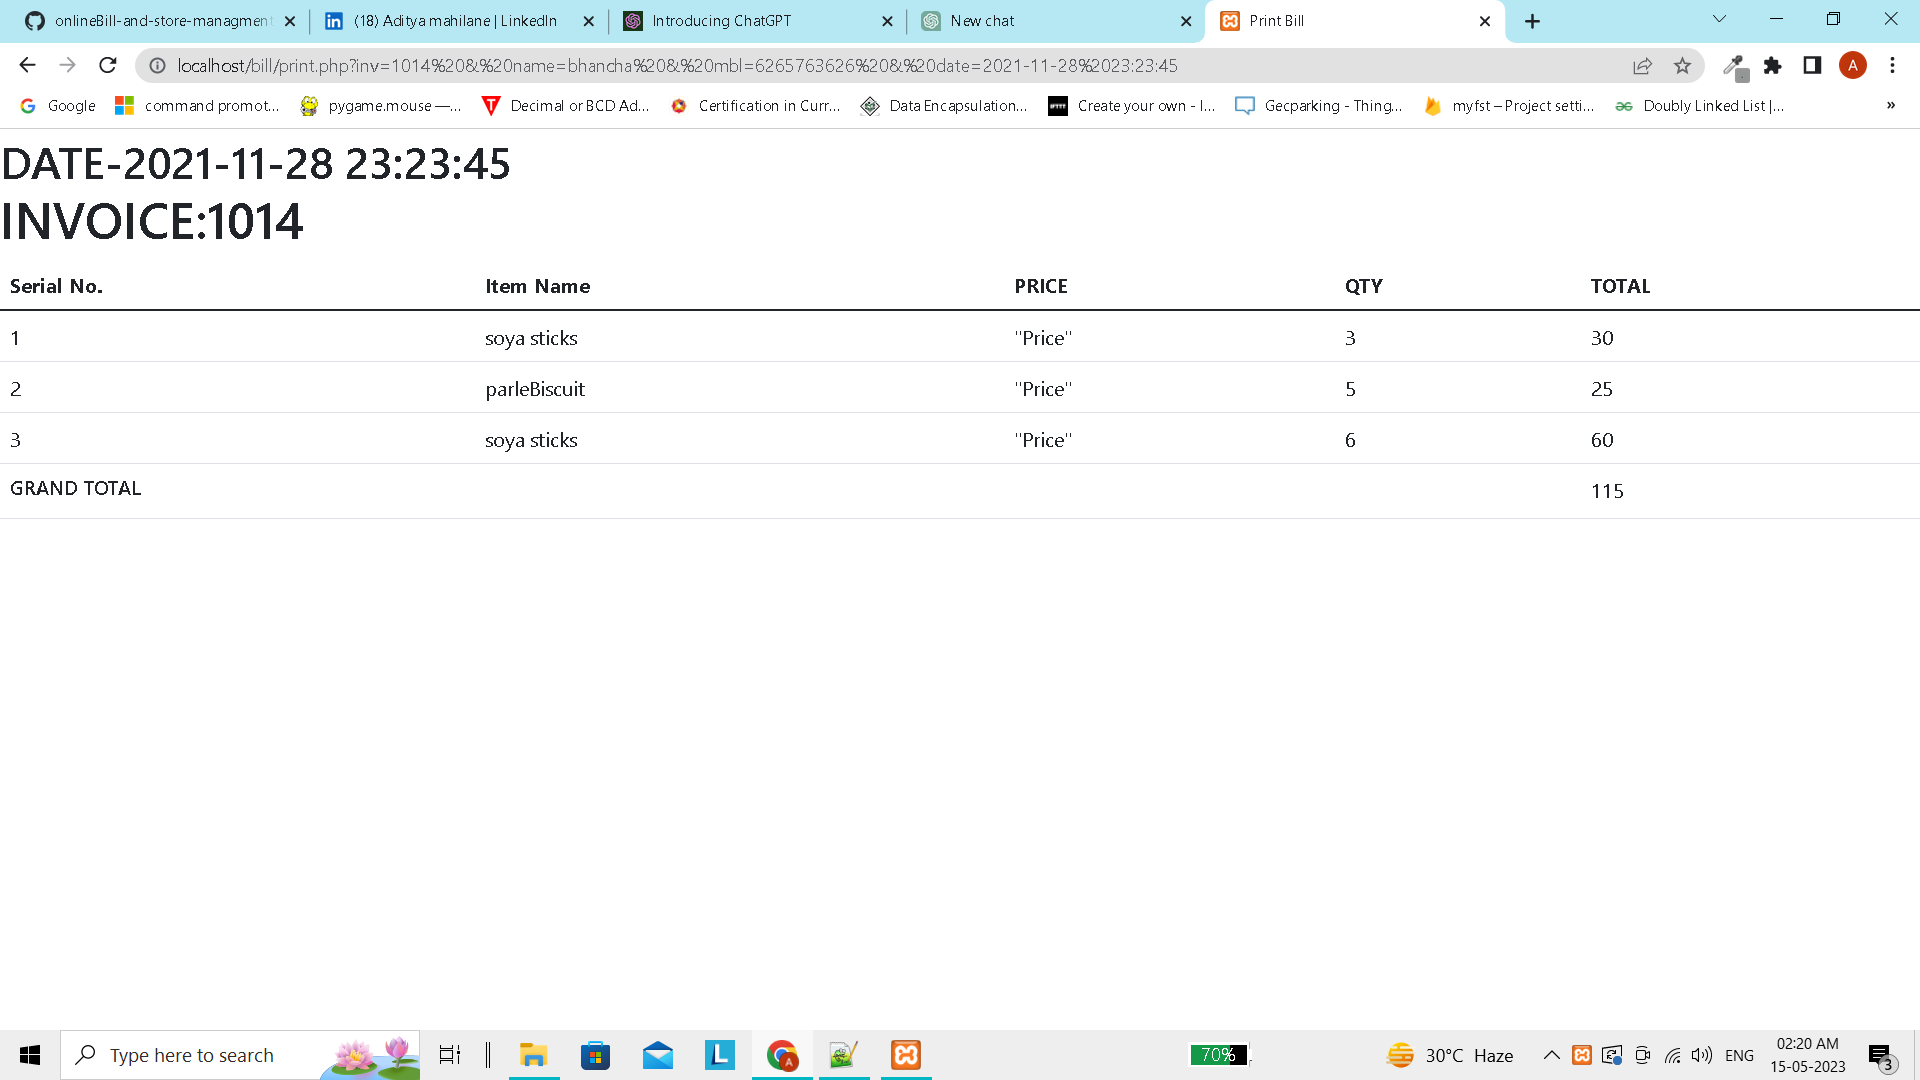 onlineBill-and-store-managment
(18) Aditya mahilane | LinkedIn
Introducing ChatGPT
New chat
Print Bill
localhost/bill/print.php?inv=1014%20&%20name=bhancha%20&%20mbl=6265763626%20&%20date=2021-11-28%2023:23:45
A
Google
command promot...
pygame.mouse —...
Decimal or BCD Ad...
Certification in Curr...
Data Encapsulation...
Create your own - I...
Gecparking - Thing...
myfst – Project setti...
Doubly Linked List |...
»
DATE-2021-11-28 23:23:45
INVOICE:1014
Serial No. Item Name PRICE QTY TOTAL
1 soya sticks "Price" 3 30
2 parleBiscuit "Price" 5 25
3 soya sticks "Price" 6 60
GRAND TOTAL 115
Type here to search
L
A
70%
30°C Haze
ENG
02:20 AM
15-05-2023
3